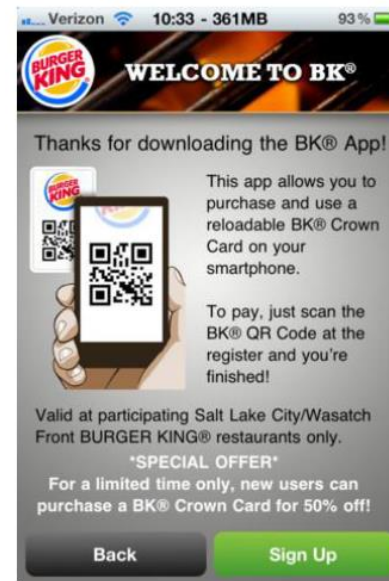 Verizon 10:33 - 361MB 93 %
BURGER
KING
WELCOME TO BK®
Thanks for downloading the BK® App!
BURGER
KING
This app allows you to
purchase and use a
reloadable BK® Crown
Card on your
smartphone.
To pay, just scan the
BK® QR Code at the
register and you're
finished!
Valid at participating Salt Lake City/Wasatch
Front BURGER KING® restaurants only.
*SPECIAL OFFER*
For a limited time only, new users can
purchase a BK® Crown Card for 50% off!
Back
Sign Up